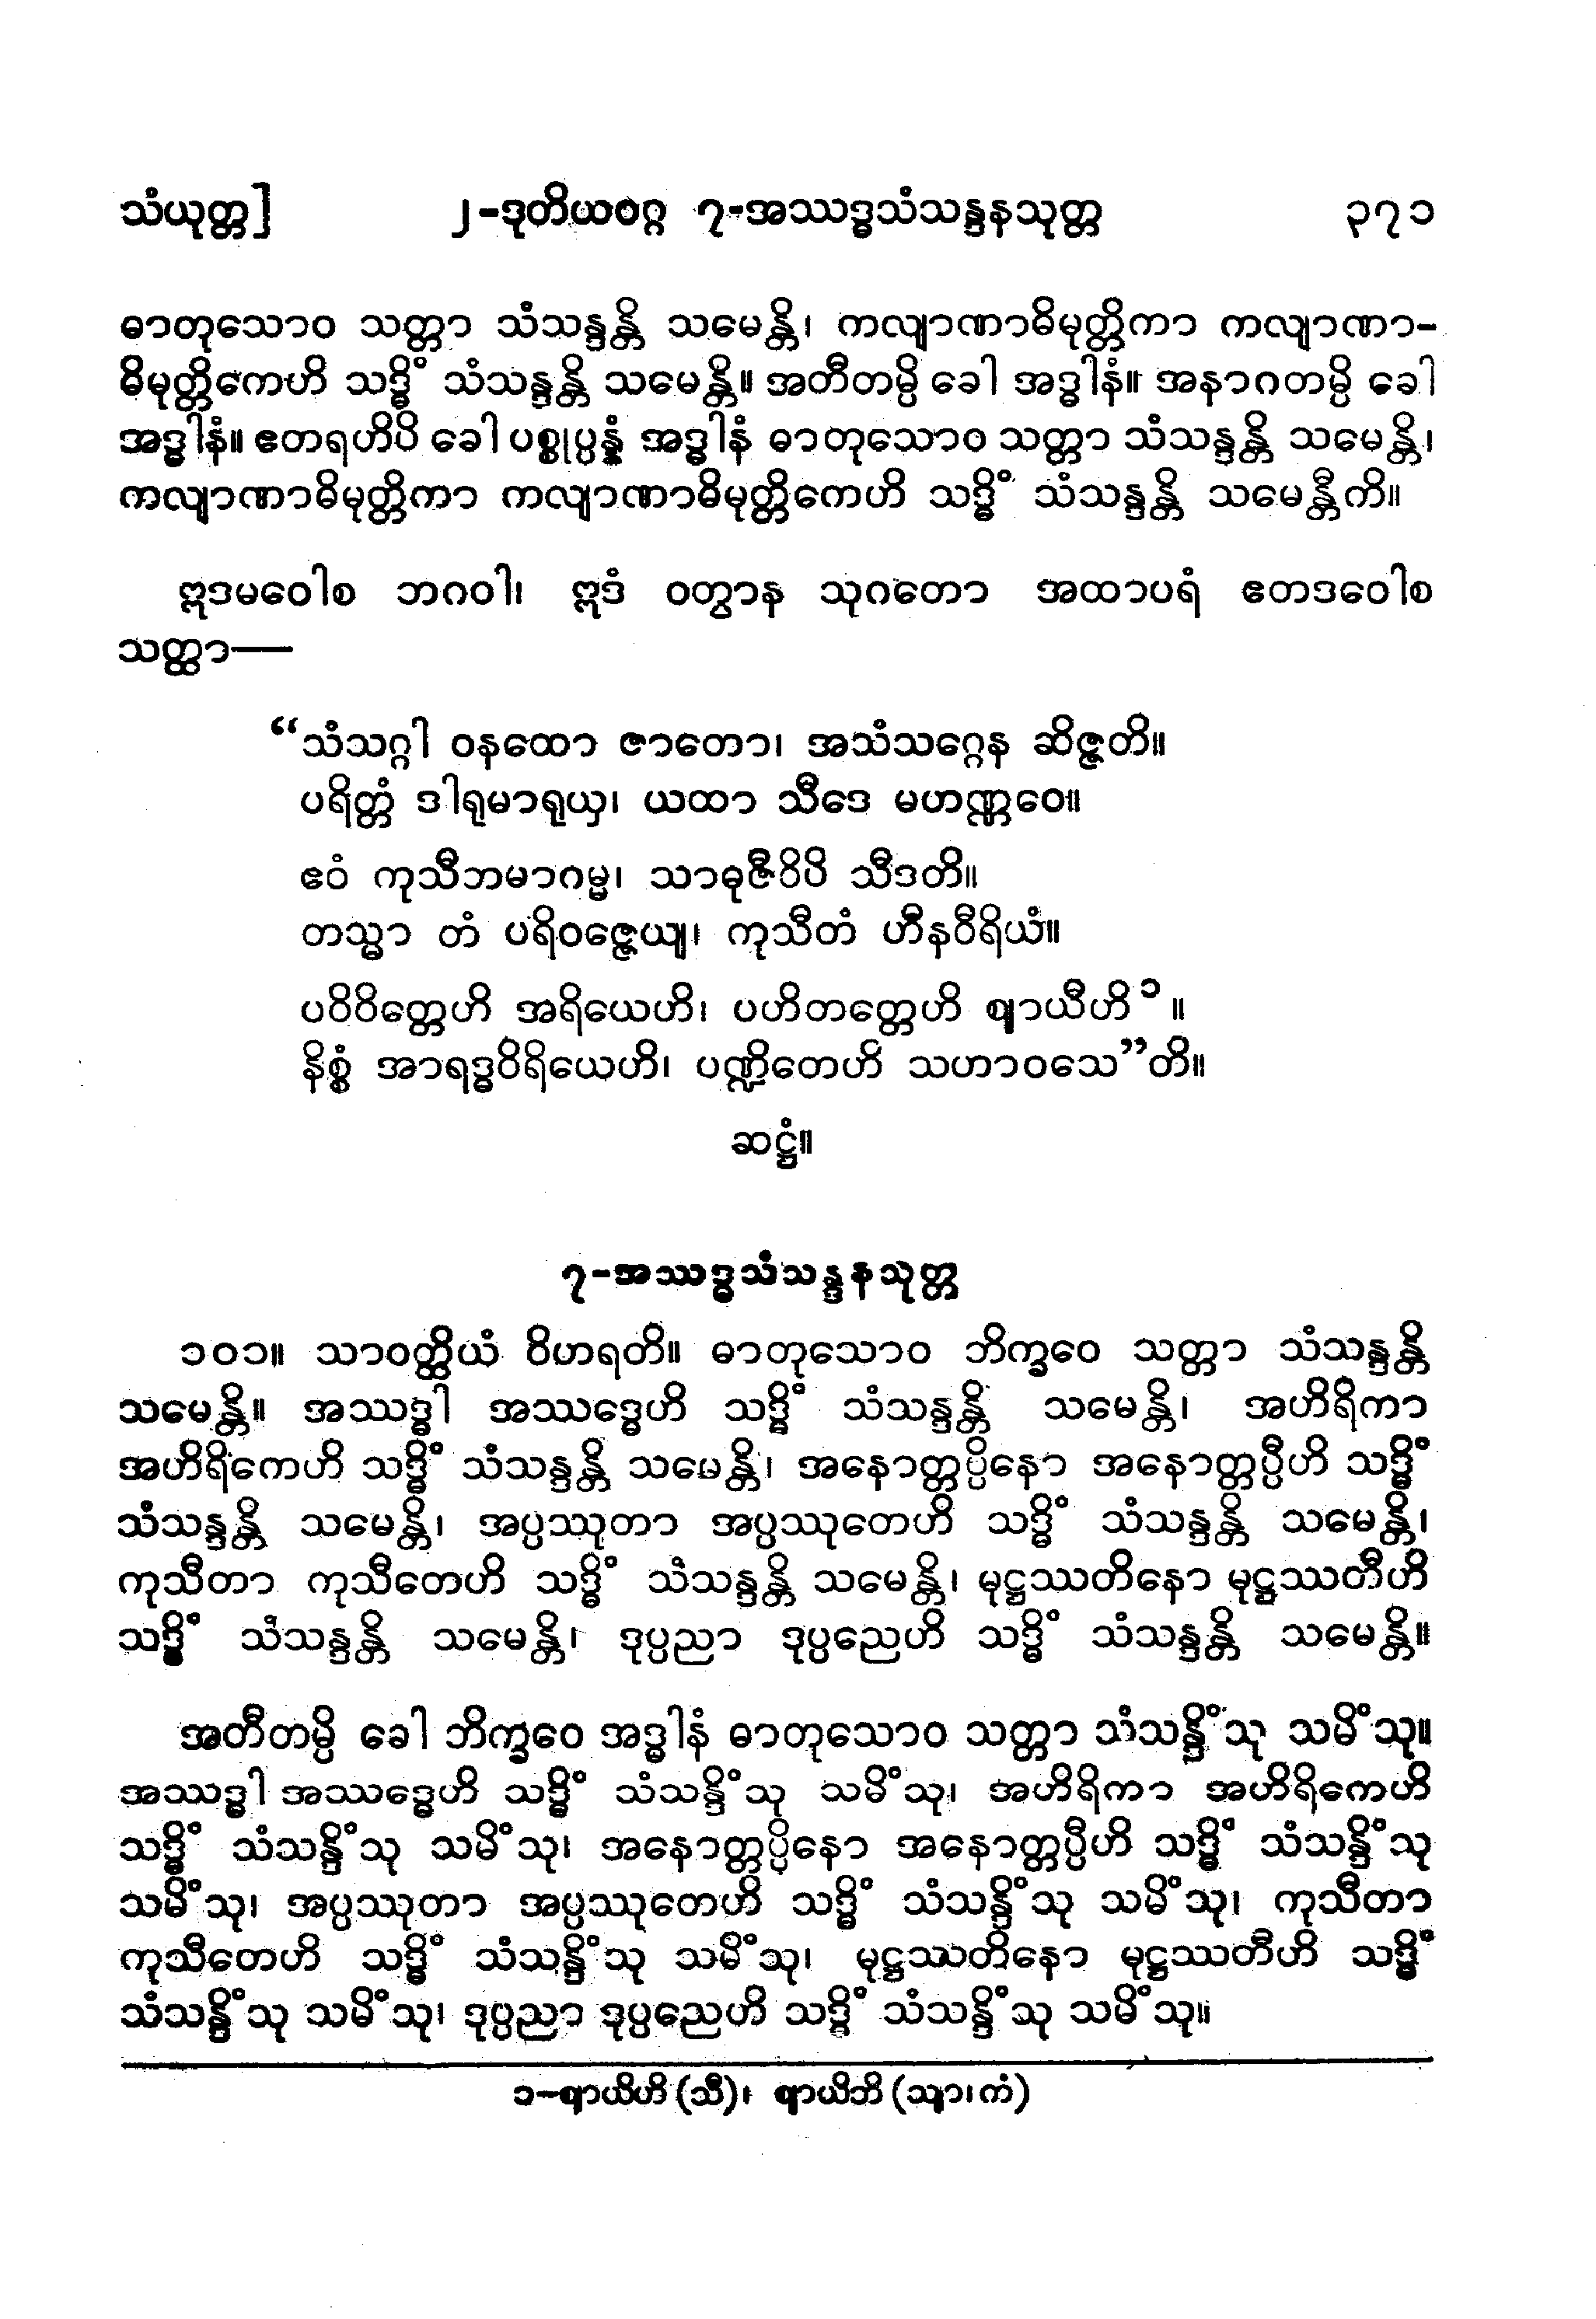 သံယုတ္တ] ၂-ဒုတိယဝဂ္ဂ ၇-အဿဒ္ဓသံသန္ဒနသုတ္တ ၃၇၁
ဓာတုသောဝ သတ္တာ သံသန္ဒန္တိ သမေန္တိ၊ ကလျာဏာဓိမုတ္တိကာ ကလျာဏာ-
ဓိမုတ္တိကေဟိ သဒ္ဓိံ သံသန္ဒန္တိ သမေန္တိ။ အတီတမ္ပိ ခေါ အဒ္ဓါနံ။ အနာဂတမ္ပိ ခေါ
အဒ္ဓါနံ။ ဧတရဟိပိ ခေါ ပစ္စုပ္ပန္နံ အဒ္ဓါနံ ဓာတုသောဝ သတ္တာ သံသန္ဒန္တိ သမေန္တိ၊
ကလျာဏာဓိမုတ္တိကာ ကလျာဏာဓိမုတ္တိကေဟိ သဒ္ဓိံ သံသန္ဒန္တိ သမေန္တီကိ။
ဣဒမဝေါစ ဘဂဝါ၊ ဣဒံ ဝတွာန သုဂတော အထာပရံ ဧတဒဝေါစ
သတ္ထာ—
“သံသဂ္ဂါ ဝနထော ဇာတော၊ အသံသဂ္ဂေန ဆိဇ္ဇတိ။
ပရိတ္တံ ဒါရုမာရုယှ၊ ယထာ သီဒေ မဟဏ္ဏဝေ။
ဧဝံ ကုသီဘမာဂမ္မ၊ သာဓုဇီဝိပိ သီဒတိ။
တသ္မာ တံ ပရိဝဇ္ဇေယျ၊ ကုသီတံ ဟီနဝီရိယံ။
ပဝိဝိတ္တေဟိ အရိယေဟိ၊ ပဟိတတ္တေဟိ ဈာယီဟိ ၁။
နိစ္စံ အာရဒ္ဓဝိရိယေဟိ၊ ပဏ္ဍိတေဟိ သဟာဝသေ”တိ။
ဆဋ္ဌံ။
၇-အဿဒ္ဓသံသန္ဒနသုတ္တ
၁၀၁။ သာဝတ္ထိယံ ဝိဟရတိ။ ဓာတုသောဝ ဘိက္ခဝေ သတ္တာ သံသန္ဒန္တိ
သမေန္တိ။ အဿဒ္ဓါ အဿဒ္ဓေဟိ သဒ္ဓိံ သံသန္ဒန္တိ သမေန္တိ၊ အဟိရိကာ
အဟိရိကေဟိ သဒ္ဓိံ သံသန္ဒန္တိ သမေန္တိ၊ အနောတ္တပ္ပိနော အနောတ္တပ္ပီဟိ သဒ္ဓိံ
သံသန္ဒန္တိ သမေန္တိ၊ အပ္ပဿုတာ အပ္ပဿုတေဟိ သဒ္ဓိံ သံသန္ဒန္တိ သမေန္တိ၊
ကုသီတာ ကုသီတေဟိ သဒ္ဓိံ သံသန္ဒန္တိ သမေန္တိ၊ မုဋ္ဌဿတိနော မုဋ္ဌဿတီဟိ
သဒ္ဓိံ သံသန္ဒန္တိ သမေန္တိ၊ ဒုပ္ပညာ ဒုပ္ပညေဟိ သဒ္ဓိံ သံသန္ဒန္တိ သမေန္တိ။
အတီတမ္ပိ ခေါ ဘိက္ခဝေ အဒ္ဓါနံ ဓာတုသောဝ သတ္တာ သံသန္ဒိံသု သမိံသု။
အဿဒ္ဓါ အဿဒ္ဓေဟိ သဒ္ဓိံ သံသန္ဒိံသု သမိံသု၊ အဟိရိကာ အဟိရိကေဟိ
သဒ္ဓိံ သံသန္ဒိံသု သမိံသု၊ အနောတ္တပ္ပိနော အနောတ္တပ္ပီဟိ သဒ္ဓိံ သံသန္ဒိံသု
သမိံသု၊ အပ္ပဿုတာ အပ္ပဿုတေဟိ သဒ္ဓိံ သံသန္ဒိံသု သမိံသု၊ ကုသီတာ
ကုသီတေဟိ သဒ္ဓိံ သံသန္ဒိံသု သမိံသု၊ မုဋ္ဌဿတိနော မုဋ္ဌဿတီဟိ သဒ္ဓိံ
သံသန္ဒိံသု သမိံသု၊ ဒုပ္ပညာ ဒုပ္ပညေဟိ သဒ္ဓိံ သံသန္ဒိံသု သမိံသု။
၁-ဈာယိဟိ (သီ)၊ ဈာယိဘိ (သျာ၊ ကံ)